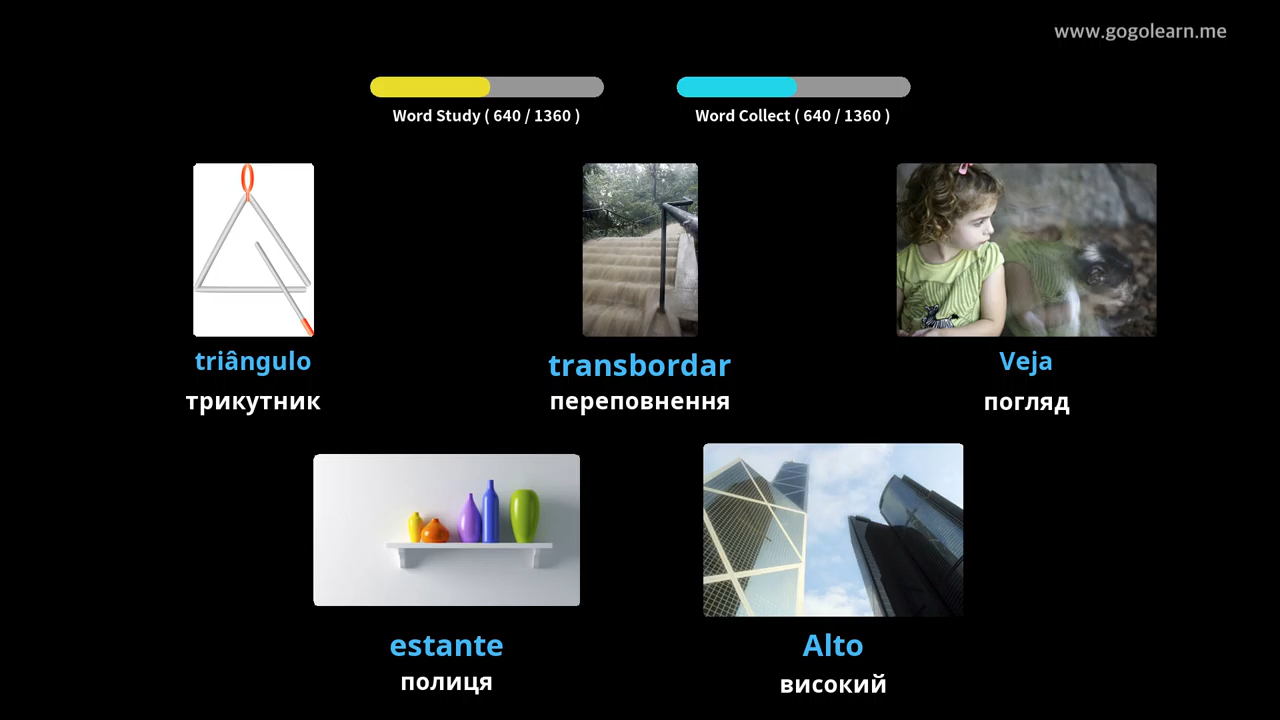 www.gogolearn.me
Word Study ( 640 / 1360 )
Word Collect ( 640 / 1360 )
triângulo
трикутник
transbordar
переповнення
Veja
погляд
estante
полиця
Alto
високий